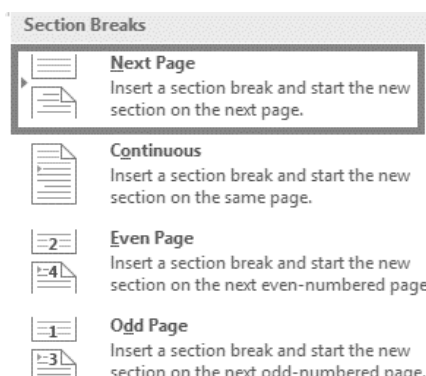 Section Breaks
Next Page
Insert a section break and start the new
section on the next page.
Continuous
Insert a section break and start the new
section on the same page.
2
Even Page
4
Insert a section break and start the new
section on the next even-numbered page
1
Odd Page
3
Insert a section break and start the new
section on the next odd-numbered page.